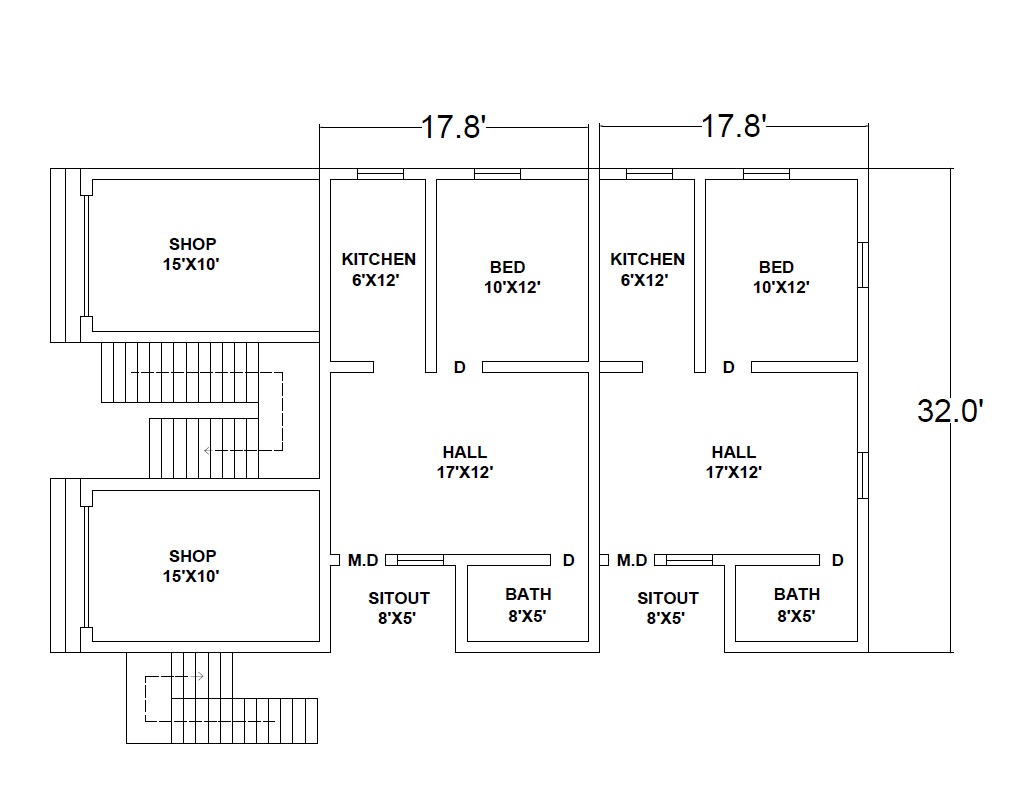 17.8'
17.8'
SHOP
15'X10'
KITCHEN
6'X12'
BED
10'X12'
KITCHEN
6'X12'
BED
10'X12'
D
D
32.0'
HALL
17'X12'
HALL
17'X12'
SHOP
15'X10'
M.D
D
M.D
D
SITOUT
8'X5'
BATH
8'X5'
SITOUT
8'X5'
BATH
8'X5'